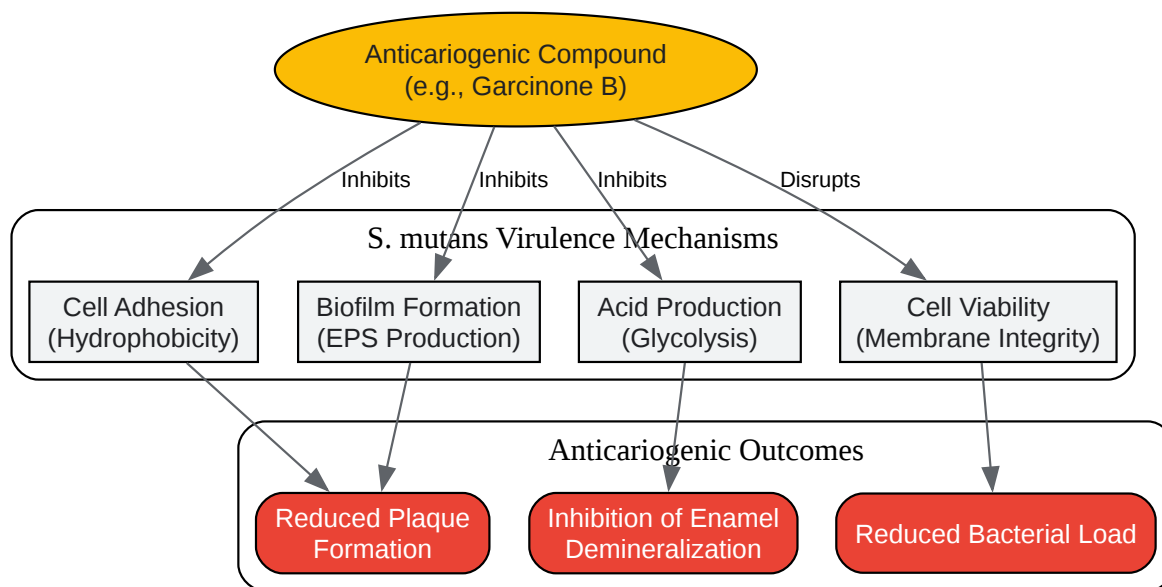 Anticariogenic Compound
(e.g., Garcinone B)
Inhibits
Inhibits
Inhibits
Disrupts
S. mutans Virulence Mechanisms
Cell Adhesion
(Hydrophobicity)
Biofilm Formation
(EPS Production)
Acid Production
(Glycolysis)
Cell Viability
(Membrane Integrity)
Anticariogenic Outcomes
Reduced Plaque
Formation
Inhibition of Enamel
Demineralization
Reduced Bacterial Load